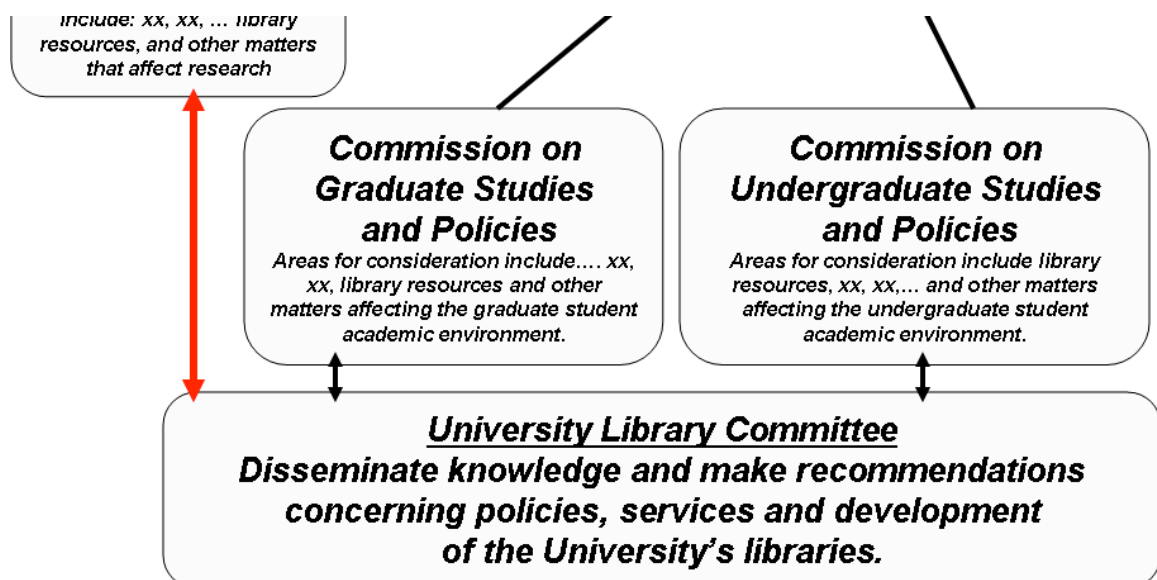 include: xx, xx, … library
resources, and other matters
that affect research
Commission on
Graduate Studies
and Policies
Areas for consideration include…. xx,
xx, library resources and other
matters affecting the graduate student
academic environment.
Commission on
Undergraduate Studies
and Policies
Areas for consideration include library
resources, xx, xx,… and other matters
affecting the undergraduate student
academic environment.
University Library Committee
Disseminate knowledge and make recommendations
concerning policies, services and development
of the University’s libraries.